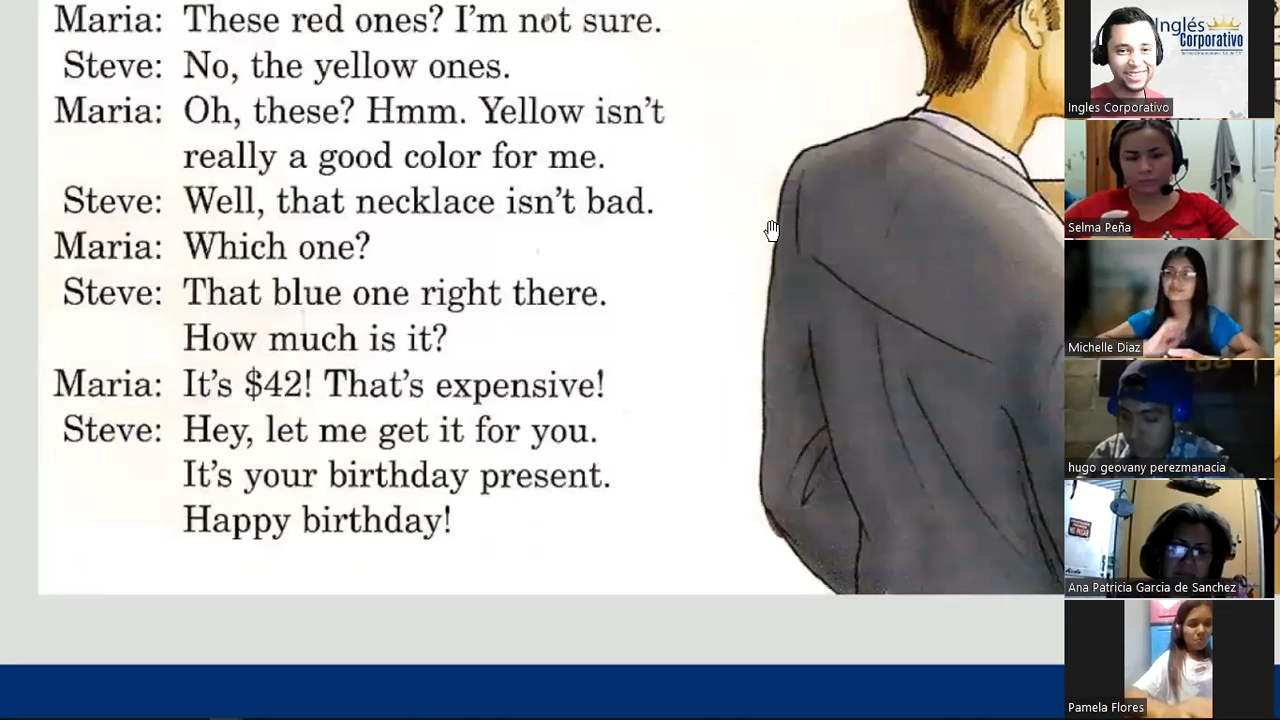 Maria: These red ones? I'm not sure.
Steve: No, the yellow ones.
Maria: Oh, these? Hmm. Yellow isn't
really a good color for me.
Steve: Well, that necklace isn't bad.
Maria: Which one?
Steve: That blue one right there.
How much is it?
Maria: It's $42! That's expensive!
Steve: Hey, let me get it for you.
It's your birthday present.
Happy birthday!
Inglés
Corporativo
Ingles Corporativo
Selma Peña
Michelle Diaz
hugo geovany perezmanacia
Ana Patricia Garcia de Sanchez
Pamela Flores